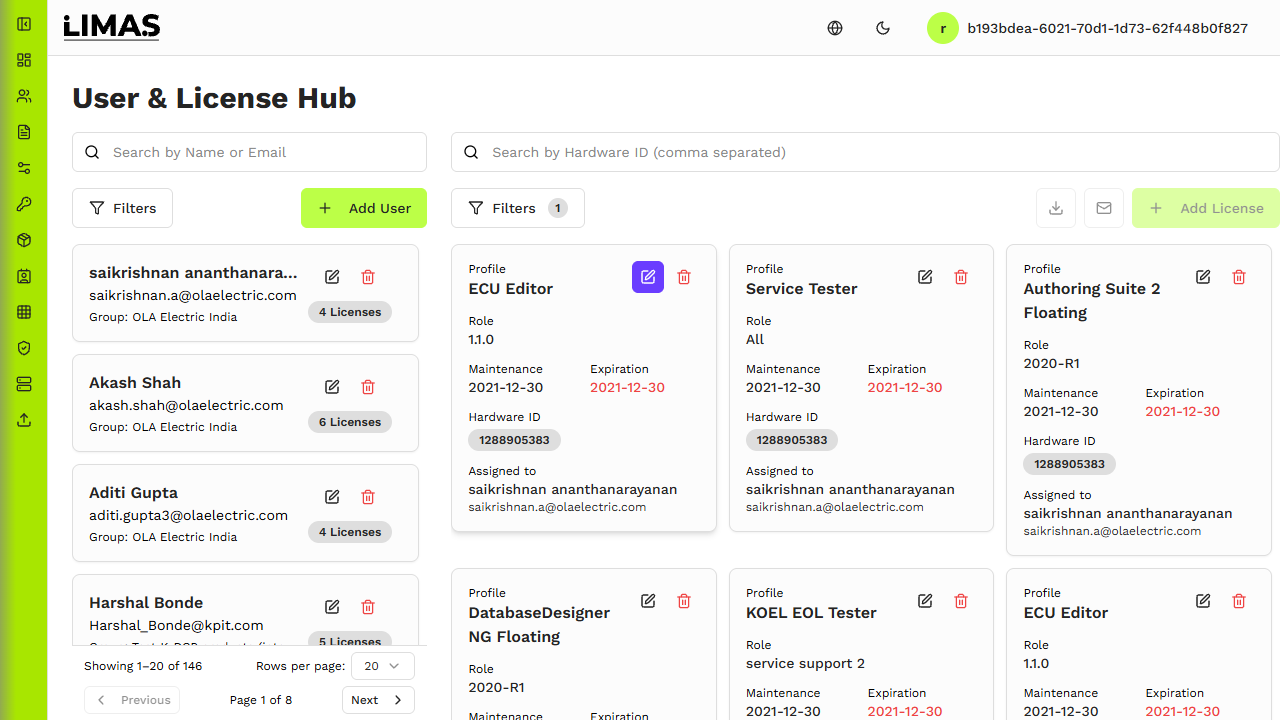 LIMAS
r
b193bdea-6021-70d1-1d73-62f448b0f827
User & License Hub
Search by Name or Email
Filters
Add User
saikrishnan ananthanara...
saikrishnan.a@olaelectric.com
Group: OLA Electric India
4 Licenses
Akash Shah
akash.shah@olaelectric.com
Group: OLA Electric India
6 Licenses
Aditi Gupta
aditi.gupta3@olaelectric.com
Group: OLA Electric India
4 Licenses
Harshal Bonde
Harshal_Bonde@kpit.com
5 Licenses
Showing 1–20 of 146
Rows per page:
20
Previous
Page 1 of 8
Next
Search by Hardware ID (comma separated)
Filters
1
Add License
Profile
ECU Editor
Role
1.1.0
Maintenance
Expiration
2021-12-30
2021-12-30
Hardware ID
1288905383
Assigned to
saikrishnan ananthanarayanan
saikrishnan.a@olaelectric.com
Profile
Service Tester
Role
All
Maintenance
Expiration
2021-12-30
2021-12-30
Hardware ID
1288905383
Assigned to
saikrishnan ananthanarayanan
saikrishnan.a@olaelectric.com
Profile
Authoring Suite 2
Floating
Role
2020-R1
Maintenance
Expiration
2021-12-30
2021-12-30
Hardware ID
1288905383
Assigned to
saikrishnan ananthanarayanan
saikrishnan.a@olaelectric.com
Profile
DatabaseDesigner
NG Floating
Role
2020-R1
Maintenance
Expiration
Profile
KOEL EOL Tester
Role
service support 2
Maintenance
Expiration
2021-12-30
2021-12-30
Profile
ECU Editor
Role
1.1.0
Maintenance
Expiration
2021-12-30
2021-12-30